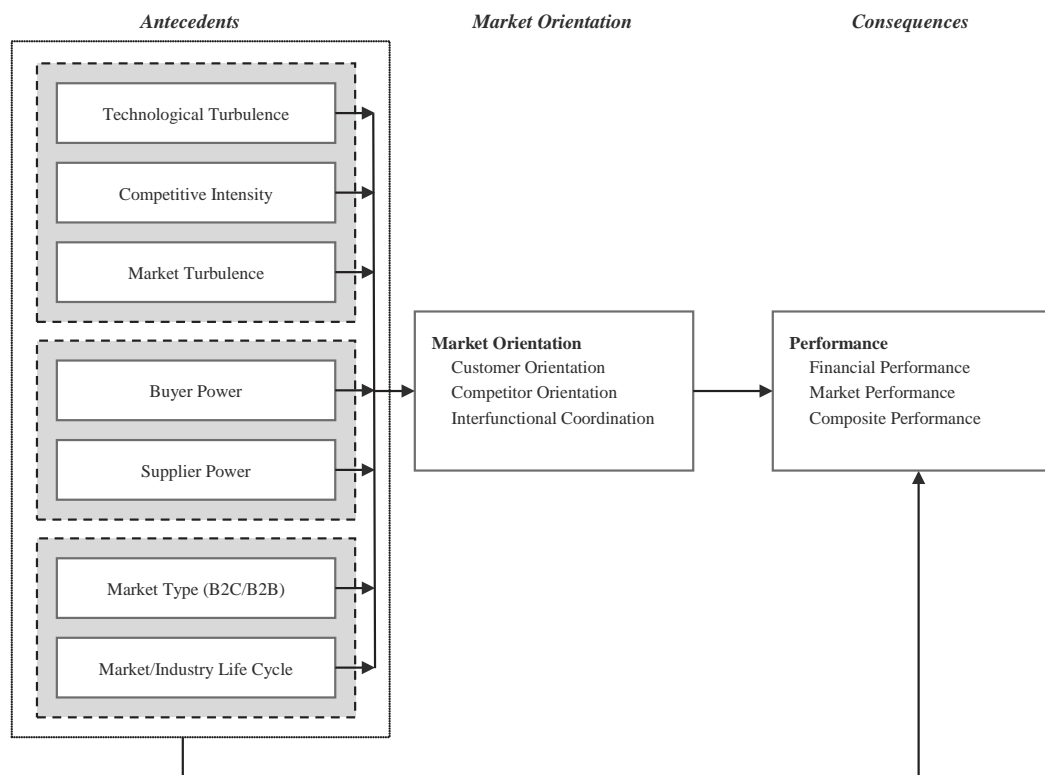 Antecedents
Market Orientation
Consequences
Technological Turbulence
Competitive Intensity
Market Turbulence
Buyer Power
Supplier Power
Market Type (B2C/B2B)
Market/Industry Life Cycle
Market Orientation
Customer Orientation
Competitor Orientation
Interfunctional Coordination
Performance
Financial Performance
Market Performance
Composite Performance